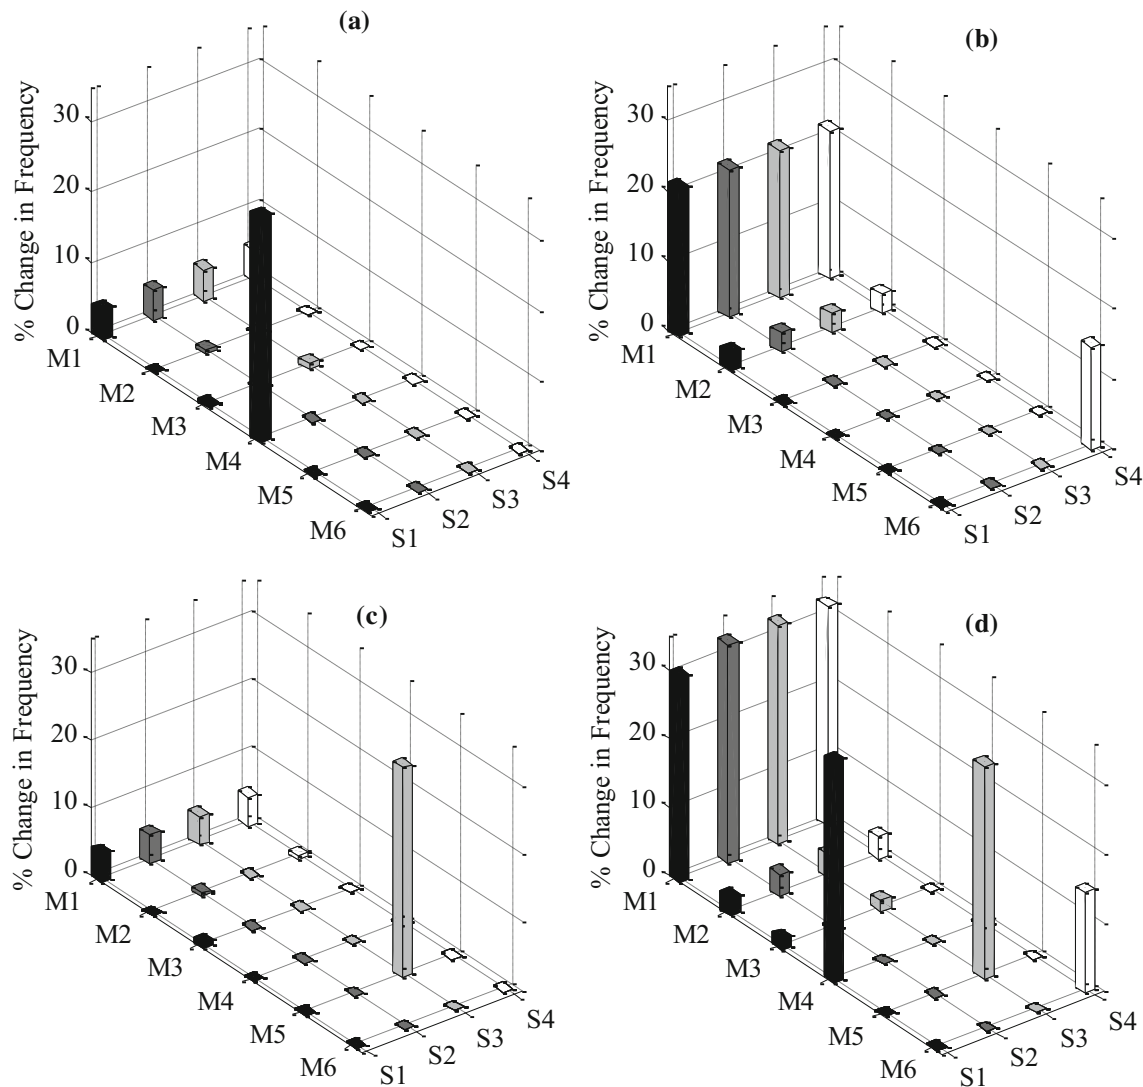 (a)
% Change in Frequency
30
20
10
0
M1
M2
M3
M4
M5
M6
S1
S2
S3
S4
(b)
% Change in Frequency
30
20
10
0
M1
M2
M3
M4
M5
M6
S1
S2
S3
S4
(c)
% Change in Frequency
30
20
10
0
M1
M2
M3
M4
M5
M6
S1
S2
S3
S4
(d)
% Change in Frequency
30
20
10
0
M1
M2
M3
M4
M5
M6
S1
S2
S3
S4